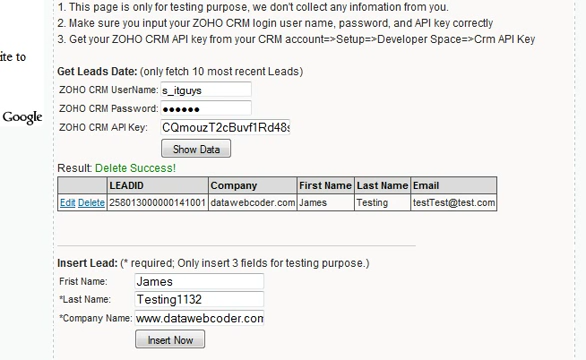 1. This page is only for testing purpose, we don't collect any infomation from you.
2. Make sure you input your ZOHO CRM login user name, password, and API key correctly
3. Get your ZOHO CRM API key from your CRM account=>Setup=>Developer Space=>Crm API Key
ite to
Google
Get Leads Date: (only fetch 10 most recent Leads)
ZOHO CRM UserName: s_itguys
ZOHO CRM Password: ●●●●●●
ZOHO CRM API Key: CQmouzT2cBuvf1Rd48s
Show Data
Result: Delete Success!
LEADID Company First Name Last Name Email
Edit Delete 258013000000141001 datawebcoder.com James Testing testTest@test.com
Insert Lead: (* required; Only insert 3 fields for testing purpose.)
Frist Name: James
*Last Name: Testing1132
*Company Name: www.datawebcoder.com
Insert Now